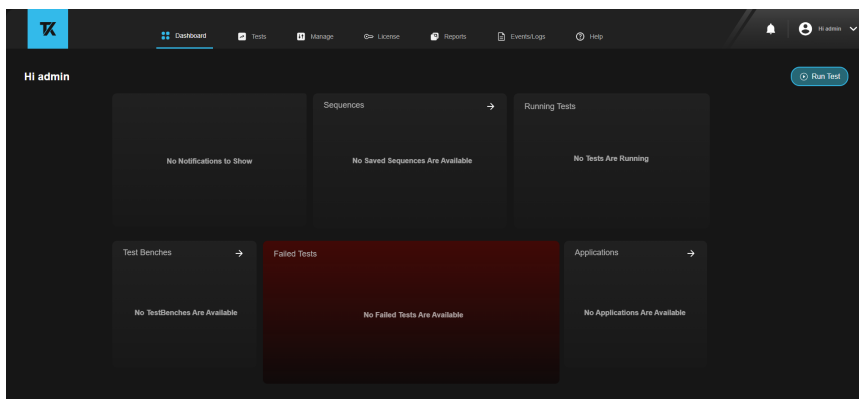 TK
Dashboard
Tests
Manage
License
Reports
Events/Logs
Help
Hi admin
Hi admin
Run Test
No Notifications to Show
Sequences
No Saved Sequences Are Available
Running Tests
No Tests Are Running
Test Benches
No TestBenches Are Available
Failed Tests
No Failed Tests Are Available
Applications
No Applications Are Available